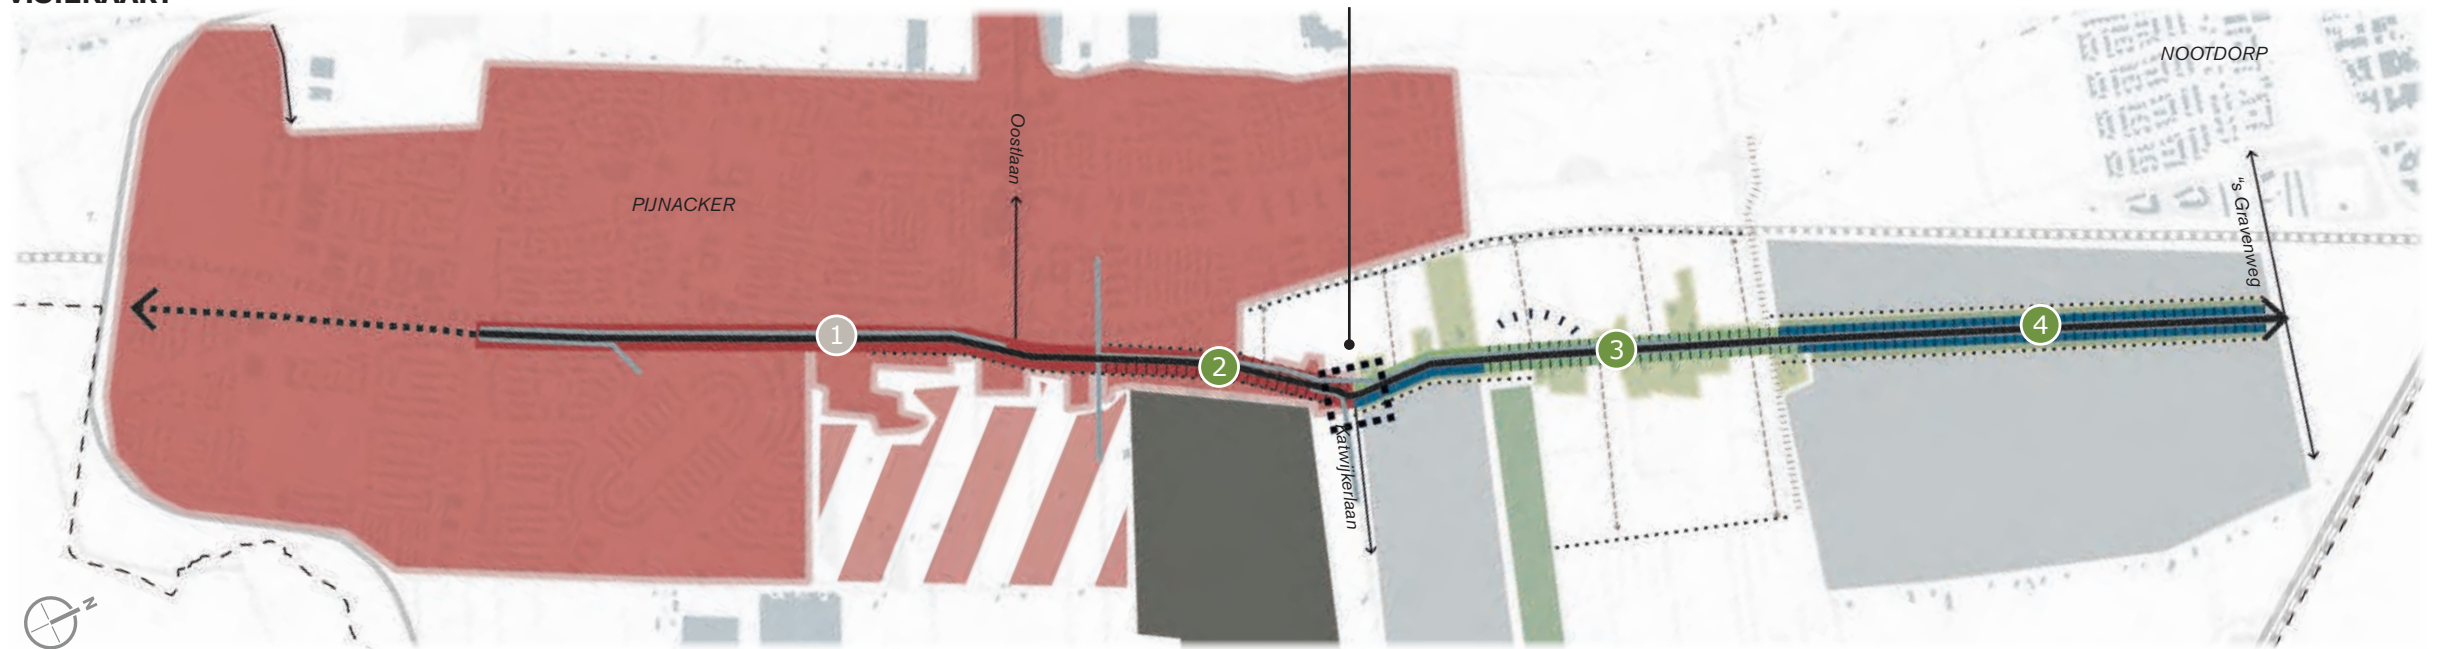 NOOTDORP
Oostlaan
PIJNACKER
"s Gravenweg
1
2
3
4
Katwijkerlaan
N